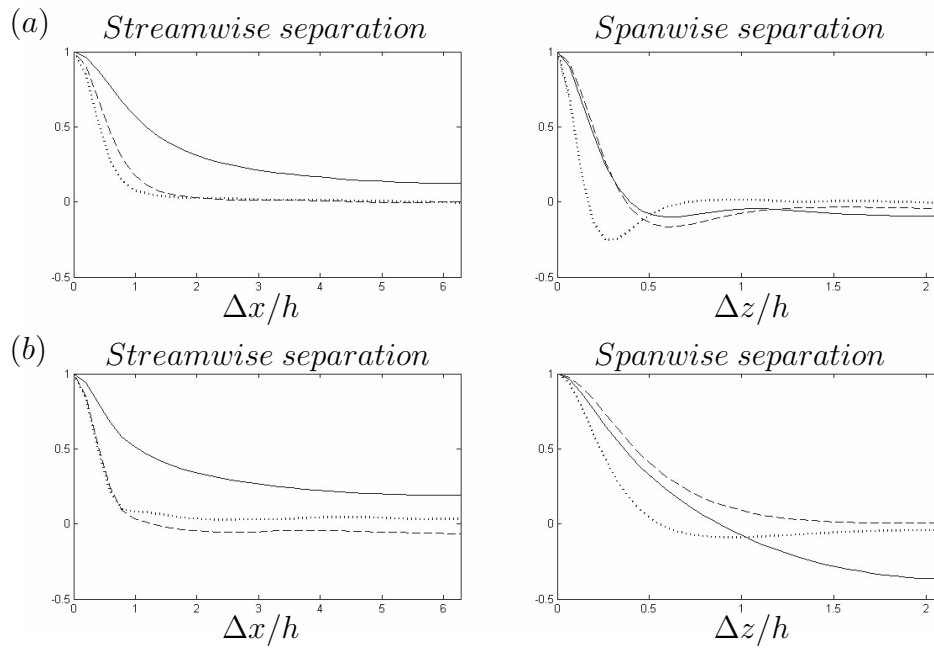 (a) Streamwise separation Spanwise separation
1 1
0.5 0.5
0 0
-0.5 -0.5
0 1 2 3 4 5 6 0 0.5 1 1.5 2
Δx/h Δz/h
(b) Streamwise separation Spanwise separation
1 1
0.5 0.5
0 0
-0.5 -0.5
0 1 2 3 4 5 6 0 0.5 1 1.5 2
Δx/h Δz/h